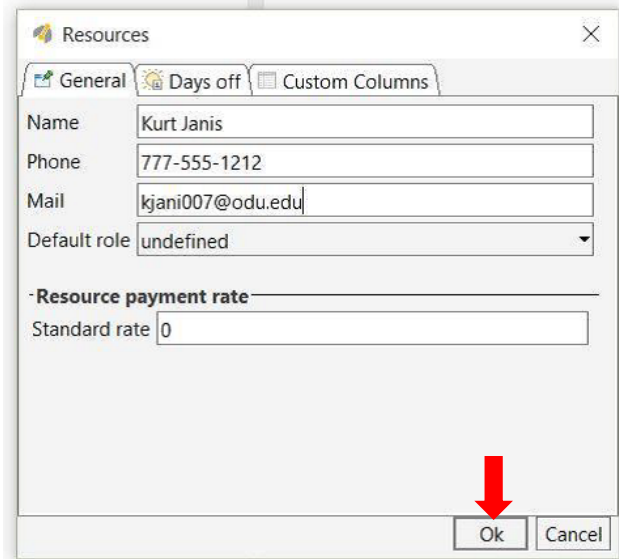 Resources
General Days off Custom Columns
Name Kurt Janis
Phone 777-555-1212
Mail kjani007@odu.edu
Default role undefined
Resource payment rate
Standard rate 0
Ok Cancel